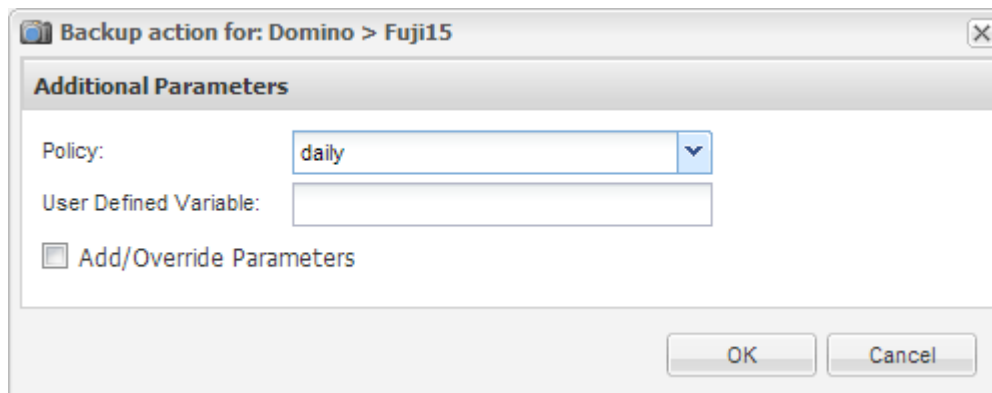 Backup action for: Domino > Fuji15
Additional Parameters
Policy: daily
User Defined Variable:
Add/Override Parameters
OK Cancel